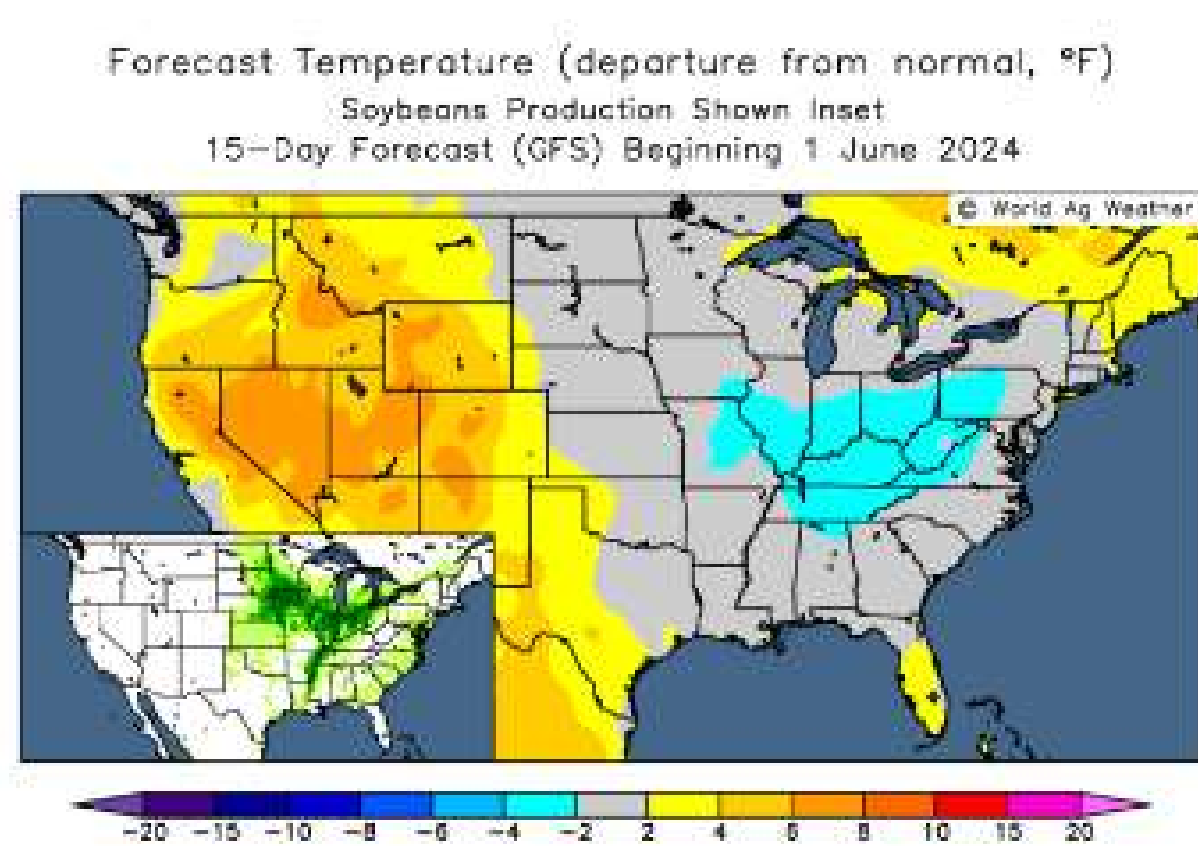 Forecast Temperature (departure from normal, °F)
Soybeans Production Shown Inset
15-Day Forecast (GFS) Beginning 1 June 2024
© World Ag Weather
-20 -15 -10 -8 -6 -4 -2 2 4 6 8 10 15 20